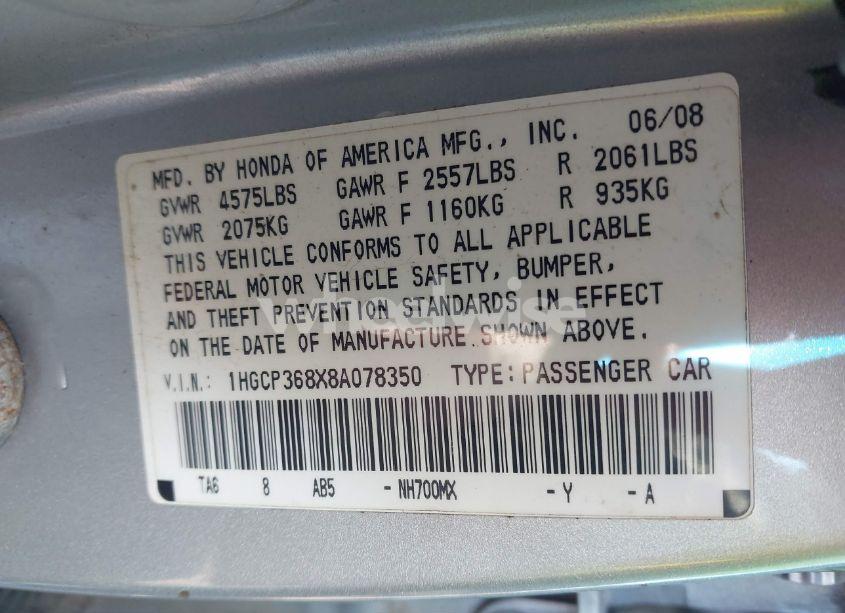 MFD. BY HONDA OF AMERICA MFG., INC. 06/08
GVWR 4575LBS GAWR F 2557LBS R 2061LBS
GVWR 2075KG GAWR F 1160KG R 935KG
THIS VEHICLE CONFORMS TO ALL APPLICABLE
FEDERAL MOTOR VEHICLE SAFETY, BUMPER,
AND THEFT PREVENTION STANDARDS IN EFFECT
ON THE DATE OF MANUFACTURE SHOWN ABOVE.
V.I.N.: 1HGCP368X8A078350 TYPE: PASSENGER CAR
TA6 8 AB5 - NH700MX - Y - A
wheelwise